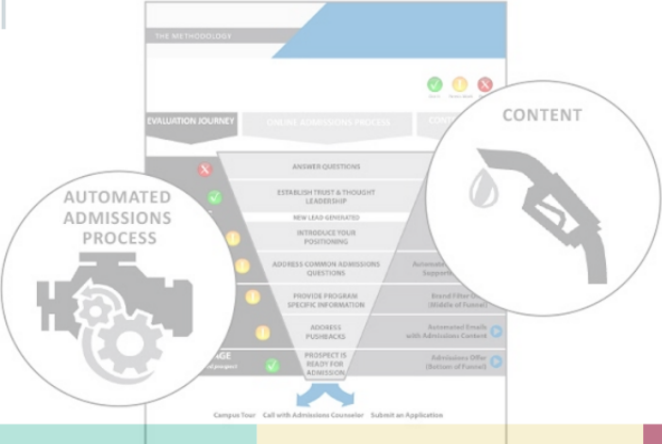 THE METHODOLOGY
EVALUATION JOURNEY
ONLINE ADMISSIONS PROCESS
CONTENT
ANSWER QUESTIONS
ESTABLISH TRUST & THOUGHT
LEADERSHIP
NEW LEAD GENERATED
INTRODUCE YOUR
POSITIONING
AUTOMATED
ADMISSIONS
PROCESS
ADDRESS COMMON ADMISSIONS
QUESTIONS
Automate
Support
PROVIDE PROGRAM
SPECIFIC INFORMATION
Brand Filter
(Middle of Funnel)
ADDRESS
PUSHBACKS
Automated Emails
with Admissions Content
PROSPECT IS
READY FOR
ADMISSION
Admissions Offer
(Bottom of Funnel)
Campus Tour Call with Admissions Counselor Submit an Application